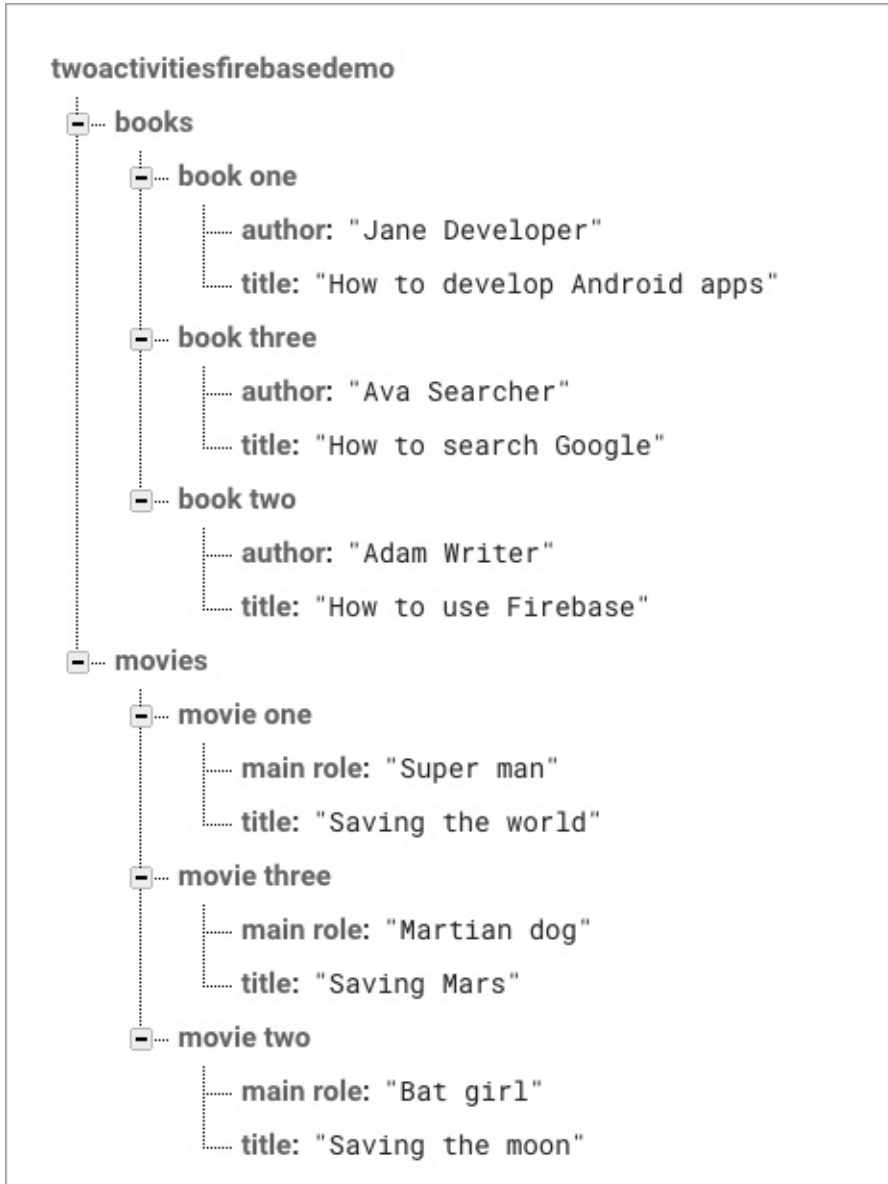 twoactivitiesfirebasedemo
books
book one
author: "Jane Developer"
title: "How to develop Android apps"
book three
author: "Ava Searcher"
title: "How to search Google"
book two
author: "Adam Writer"
title: "How to use Firebase"
movies
movie one
main role: "Super man"
title: "Saving the world"
movie three
main role: "Martian dog"
title: "Saving Mars"
movie two
main role: "Bat girl"
title: "Saving the moon"